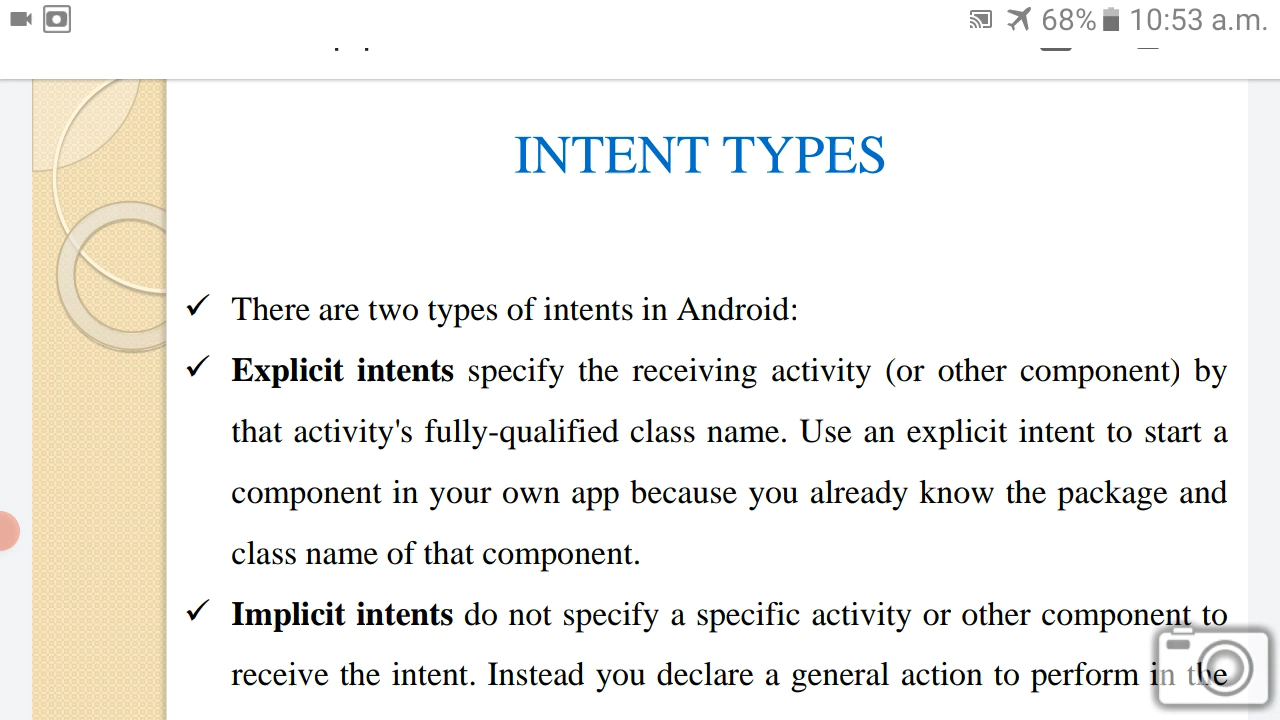 68% 10:53 a.m.
INTENT TYPES
✓ There are two types of intents in Android:
✓ Explicit intents specify the receiving activity (or other component) by
that activity's fully-qualified class name. Use an explicit intent to start a
component in your own app because you already know the package and
class name of that component.
✓ Implicit intents do not specify a specific activity or other component to
receive the intent. Instead you declare a general action to perform in the